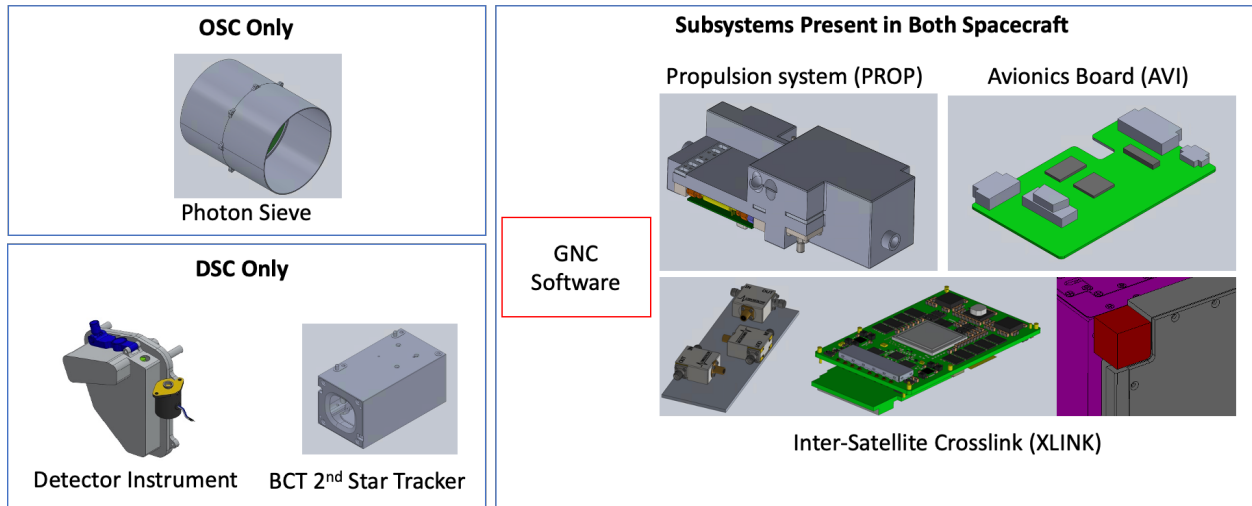 OSC Only
Photon Sieve
DSC Only
Detector Instrument
BCT 2nd Star Tracker
Subsystems Present in Both Spacecraft
Propulsion system (PROP)
Avionics Board (AVI)
GNC
Software
Inter-Satellite Crosslink (XLINK)